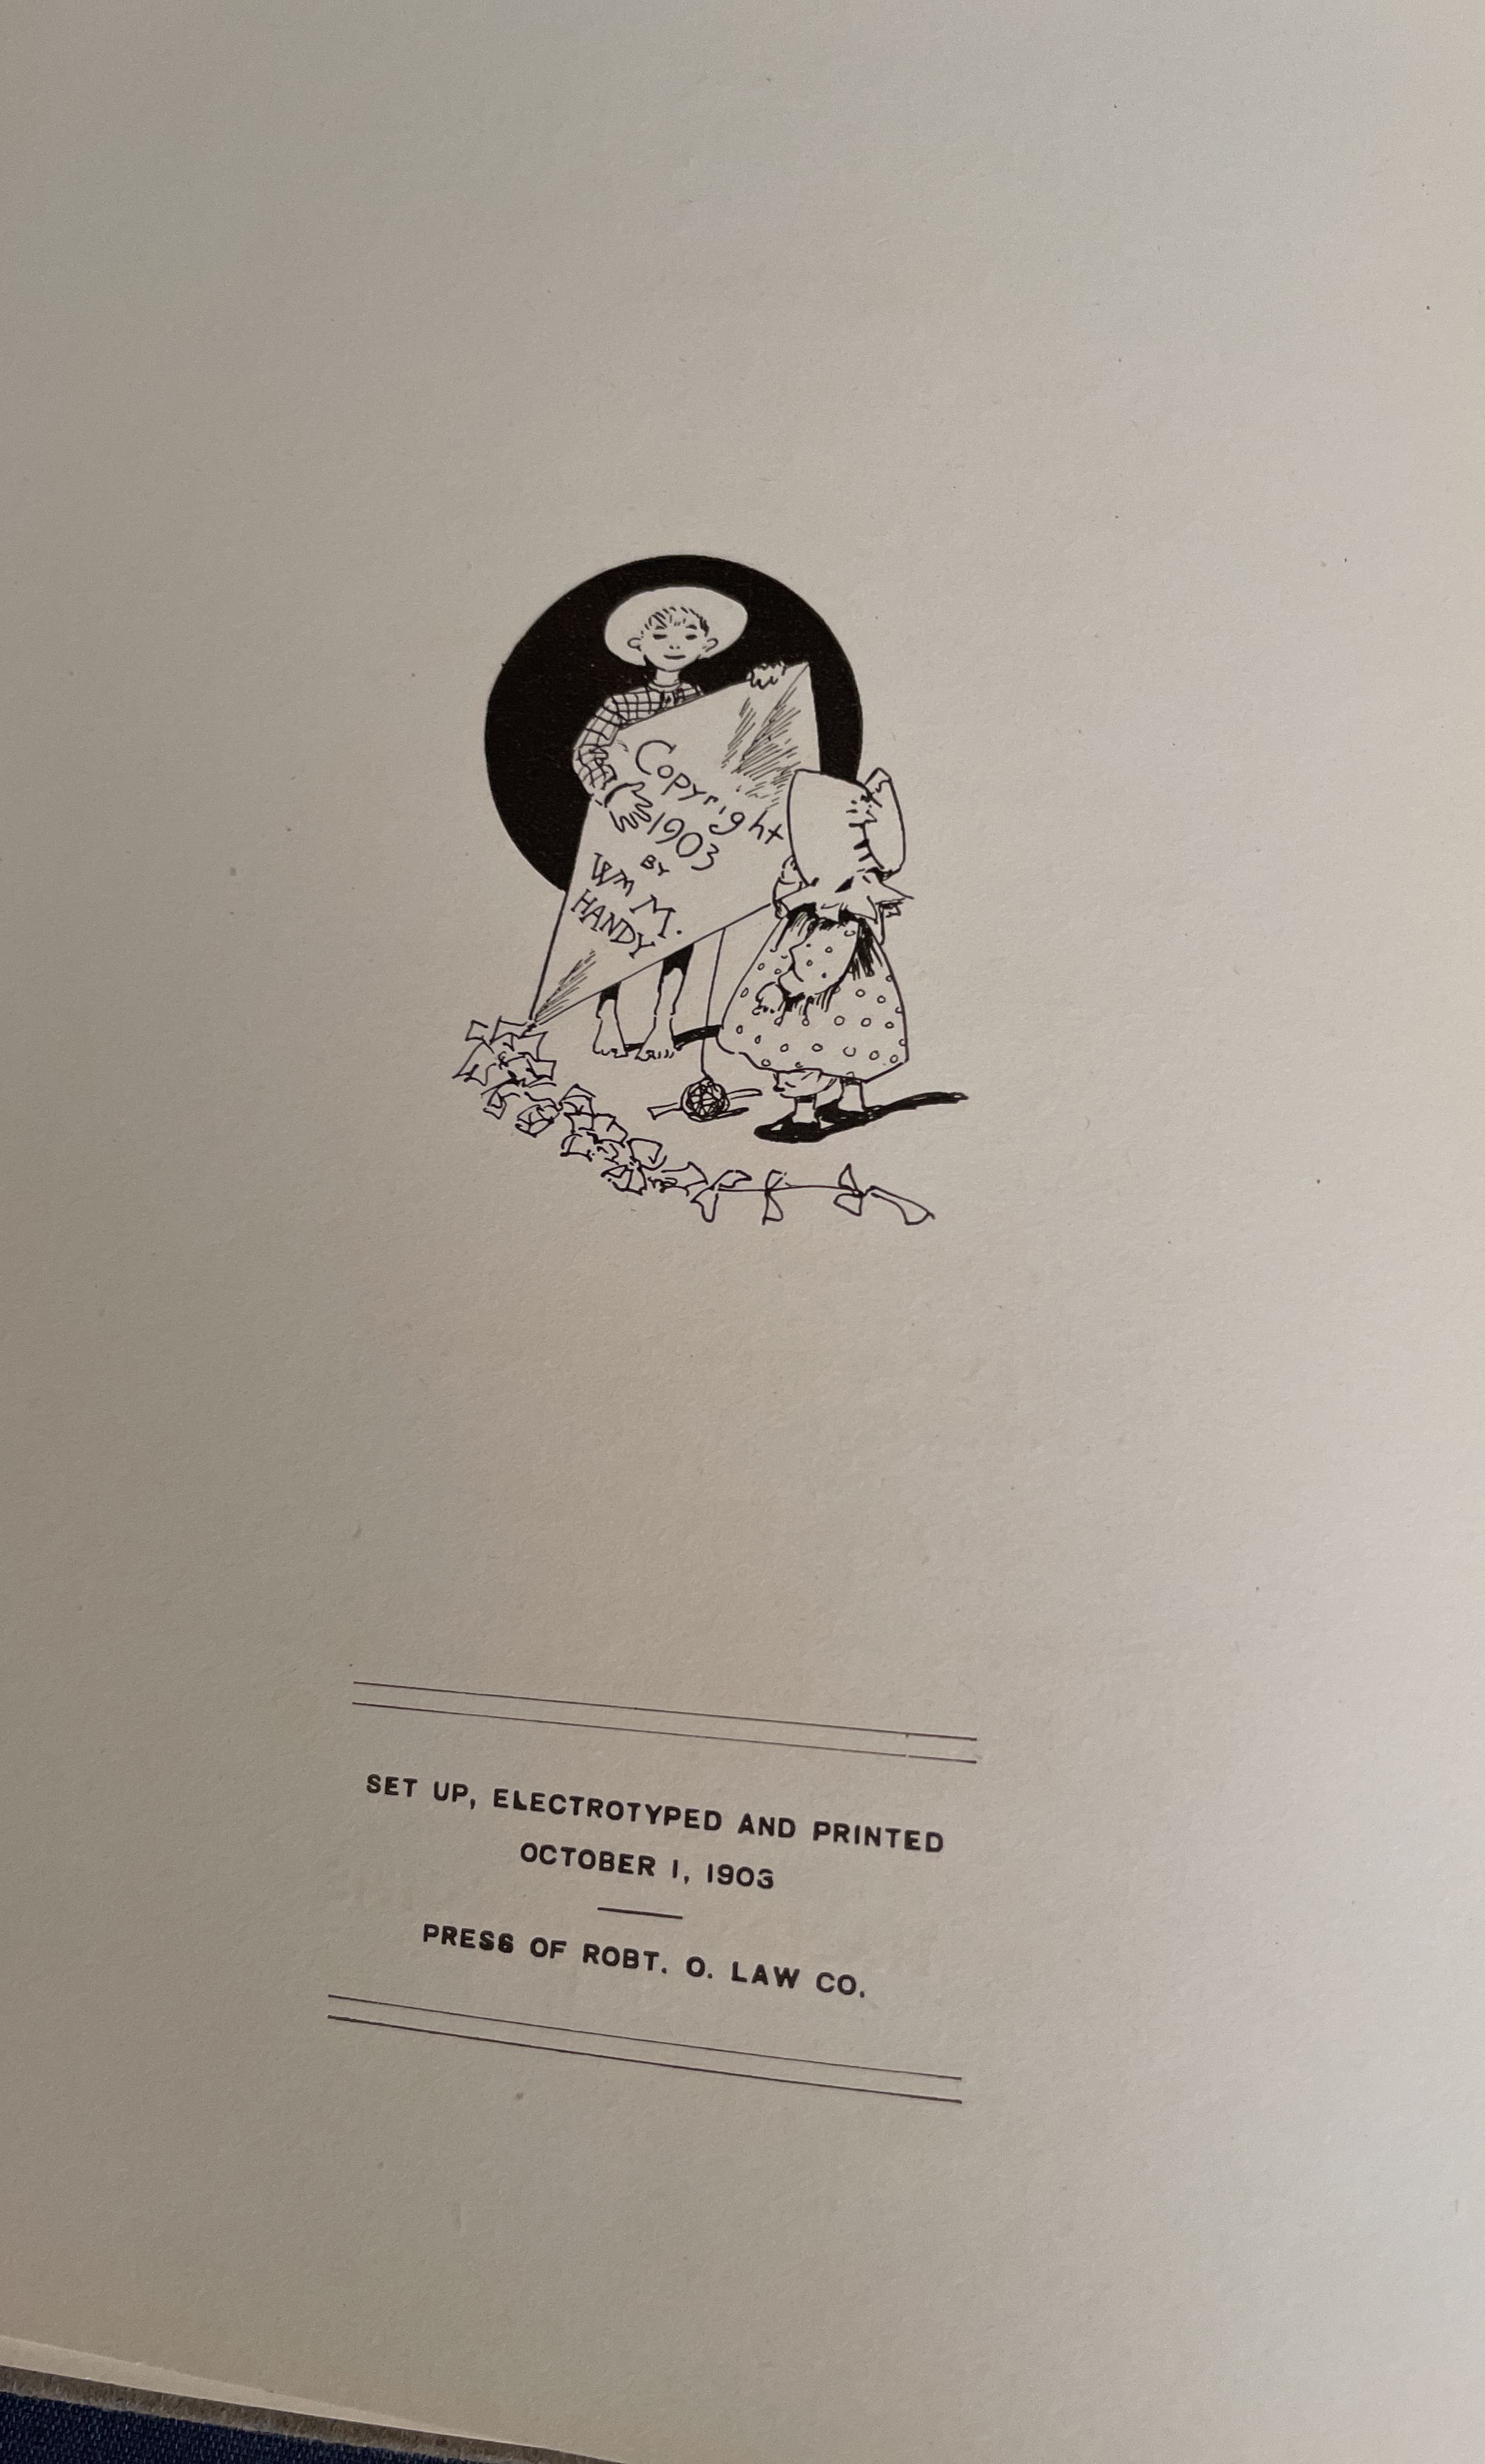 Copyright
1903
BY
Wm M.
HANDY
SET UP, ELECTROTYPED AND PRINTED
OCTOBER 1, 1903
PRESS OF ROBT. O. LAW CO.